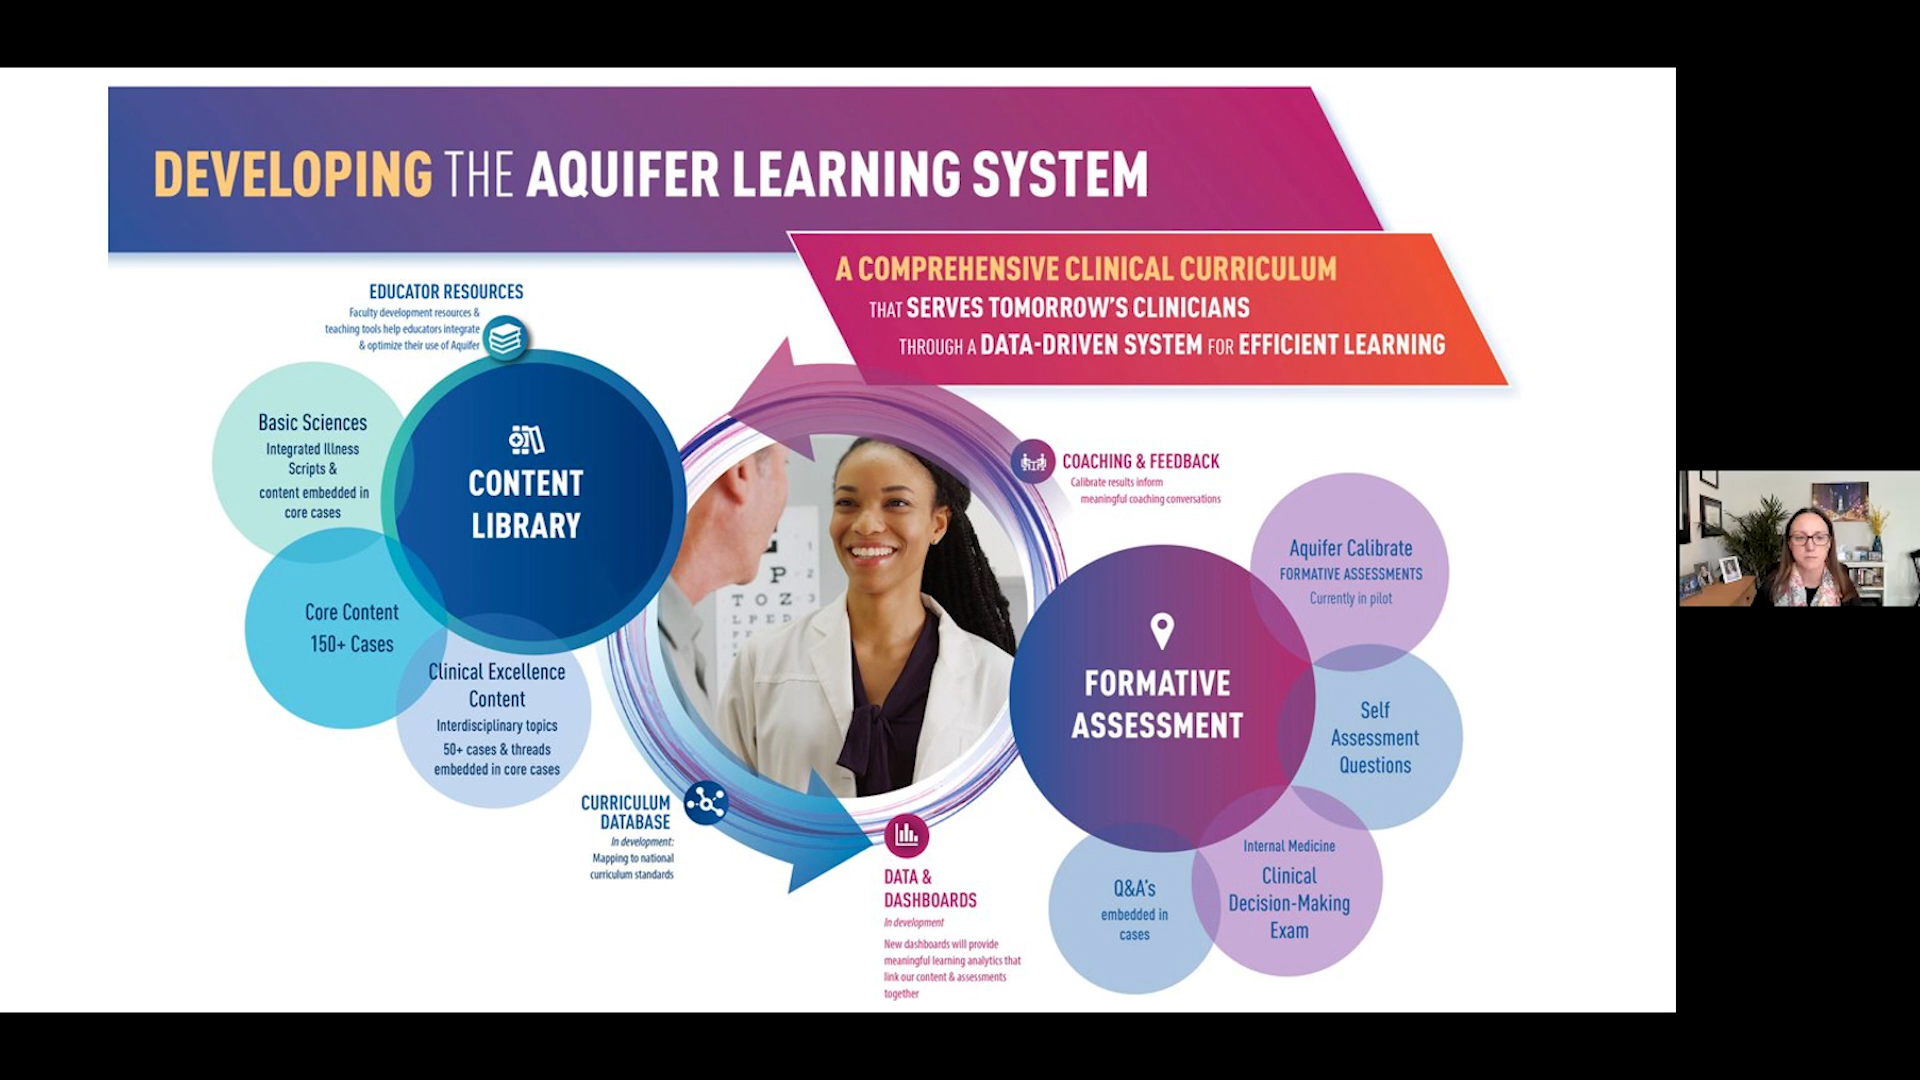 DEVELOPING THE AQUIFER LEARNING SYSTEM
A COMPREHENSIVE CLINICAL CURRICULUM
THAT SERVES TOMORROW'S CLINICIANS
THROUGH A DATA-DRIVEN SYSTEM FOR EFFICIENT LEARNING
EDUCATOR RESOURCES
Faculty development resources &
teaching tools help educators integrate
& optimize their use of Aquifer
Basic Sciences
Integrated Illness
Scripts &
content embedded in
core cases
CONTENT
LIBRARY
Core Content
150+ Cases
Clinical Excellence
Content
Interdisciplinary topics
50+ cases & threads
embedded in core cases
CURRICULUM
DATABASE
In development:
Mapping to national
curriculum standards
P
T O Z
L P E D
DATA &
DASHBOARDS
In development
New dashboards will provide
meaningful learning analytics that
link our content & assessments
together
COACHING & FEEDBACK
Calibrate results inform
meaningful coaching conversations
FORMATIVE
ASSESSMENT
Aquifer Calibrate
FORMATIVE ASSESSMENTS
Currently in pilot
Self
Assessment
Questions
Internal Medicine
Clinical
Decision-Making
Exam
Q&A's
embedded in
cases